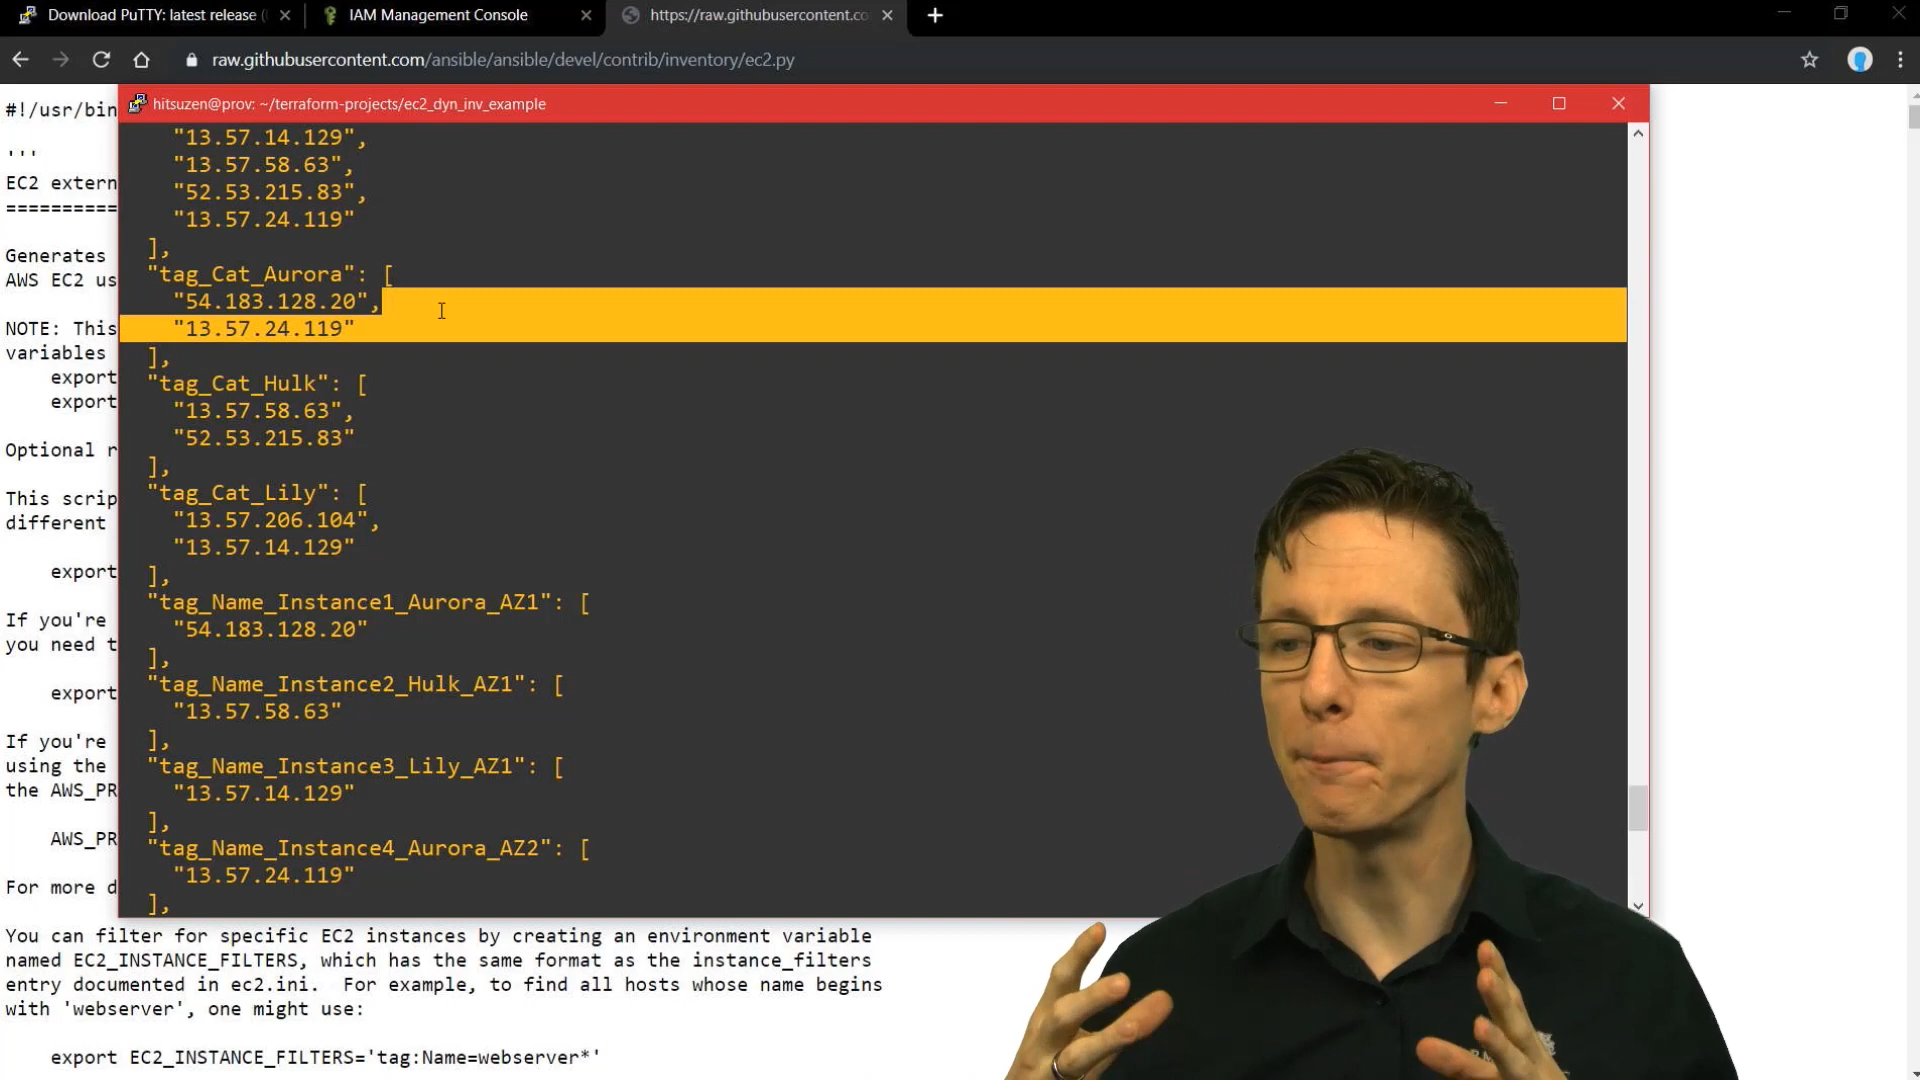 Download PuTTY: latest release (
IAM Management Console
https://raw.githubusercontent.co
raw.githubusercontent.com/ansible/ansible/devel/contrib/inventory/ec2.py
#!/usr/bin
'''
EC2 extern
==========
Generates
AWS EC2 us
NOTE: This
variables
export
export
Optional r
This scrip
different
export
If you're
you need t
export
If you're
using the
the AWS_PR
AWS_PR
For more d
hitsuzen@prov: ~/terraform-projects/ec2_dyn_inv_example
"13.57.14.129",
"13.57.58.63",
"52.53.215.83",
"13.57.24.119"
],
"tag_Cat_Aurora": [
"54.183.128.20",
"13.57.24.119"
],
"tag_Cat_Hulk": [
"13.57.58.63",
"52.53.215.83"
],
"tag_Cat_Lily": [
"13.57.206.104",
"13.57.14.129"
],
"tag_Name_Instance1_Aurora_AZ1": [
"54.183.128.20"
],
"tag_Name_Instance2_Hulk_AZ1": [
"13.57.58.63"
],
"tag_Name_Instance3_Lily_AZ1": [
"13.57.14.129"
],
"tag_Name_Instance4_Aurora_AZ2": [
"13.57.24.119"
],
You can filter for specific EC2 instances by creating an environment variable
named EC2_INSTANCE_FILTERS, which has the same format as the instance_filters
entry documented in ec2.ini.  For example, to find all hosts whose name begins
with 'webserver', one might use:
export EC2_INSTANCE_FILTERS='tag:Name=webserver*'